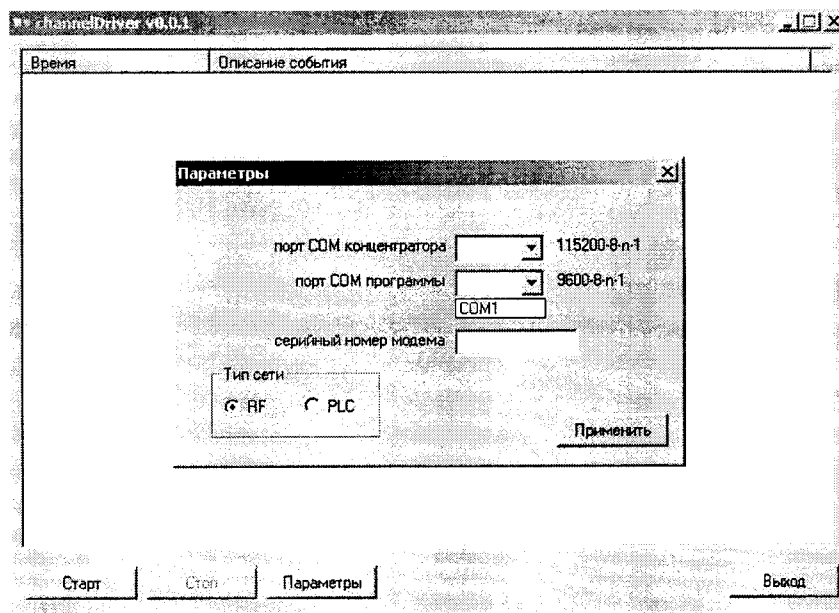 channelDriver v0.0.1
Время Описание события
Параметры
порт COM концентратора 115200-8-n-1
порт COM программы 9600-8-n-1
COM1
серийный номер модема
Тип сети
RF PLC
Применить
Старт Стоп Параметры Выход